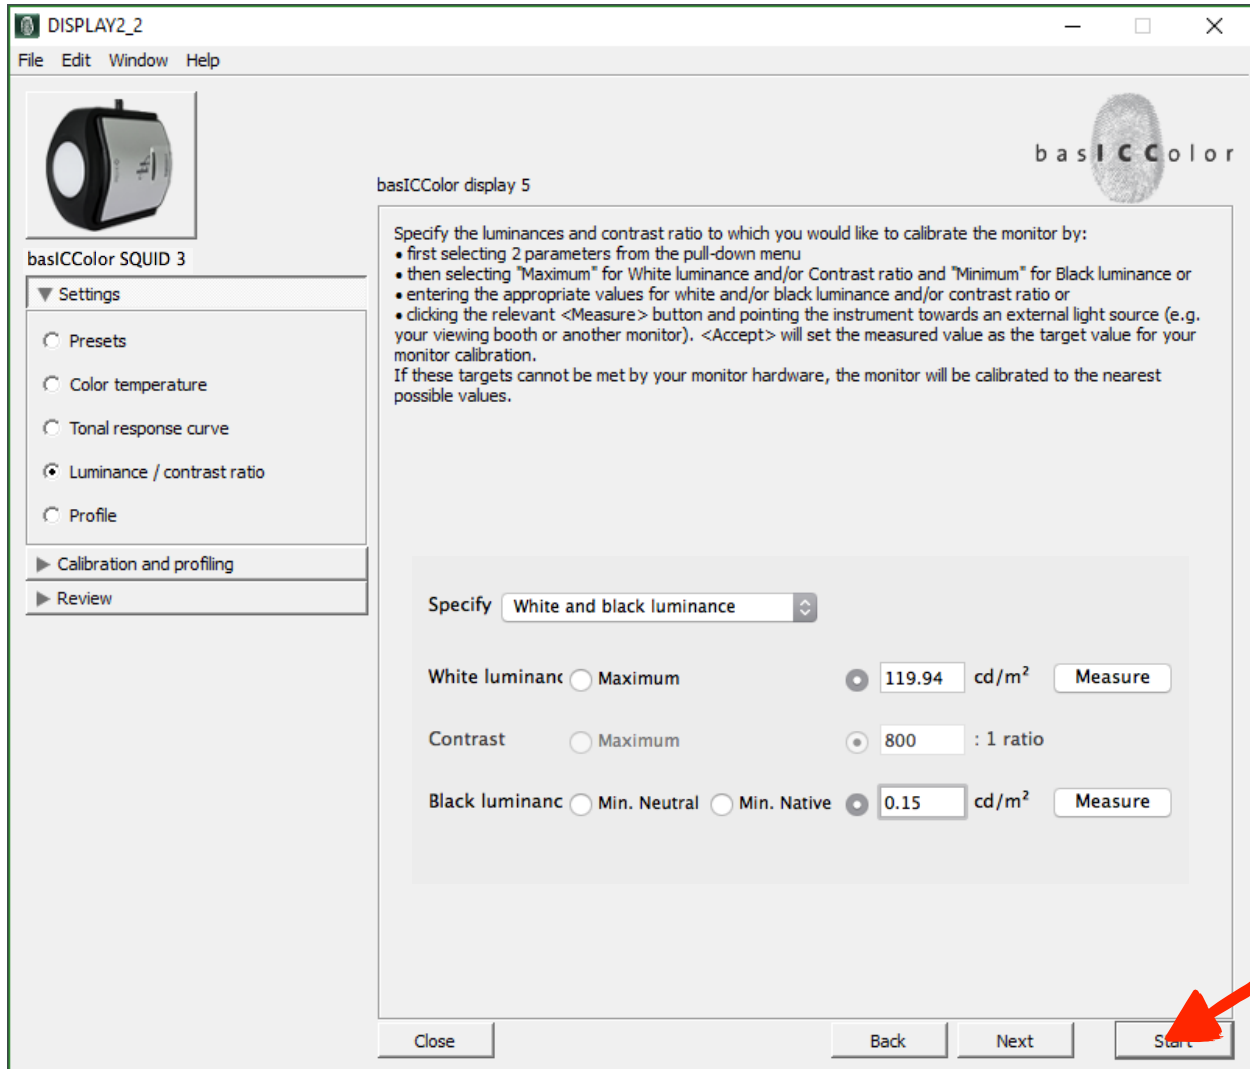 DISPLAY2_2
File Edit Window Help
basICColor
basICColor display 5
basICColor SQUID 3
Settings
Presets
Color temperature
Tonal response curve
Luminance / contrast ratio
Profile
Calibration and profiling
Review
Specify the luminances and contrast ratio to which you would like to calibrate the monitor by:
• first selecting 2 parameters from the pull-down menu
• then selecting "Maximum" for White luminance and/or Contrast ratio and "Minimum" for Black luminance or
• entering the appropriate values for white and/or black luminance and/or contrast ratio or
• clicking the relevant <Measure> button and pointing the instrument towards an external light source (e.g.
your viewing booth or another monitor). <Accept> will set the measured value as the target value for your
monitor calibration.
If these targets cannot be met by your monitor hardware, the monitor will be calibrated to the nearest
possible values.
Specify White and black luminance
White luminanc Maximum 119.94 cd/m² Measure
Contrast Maximum 800 : 1 ratio
Black luminanc Min. Neutral Min. Native 0.15 cd/m² Measure
Close Back Next Start